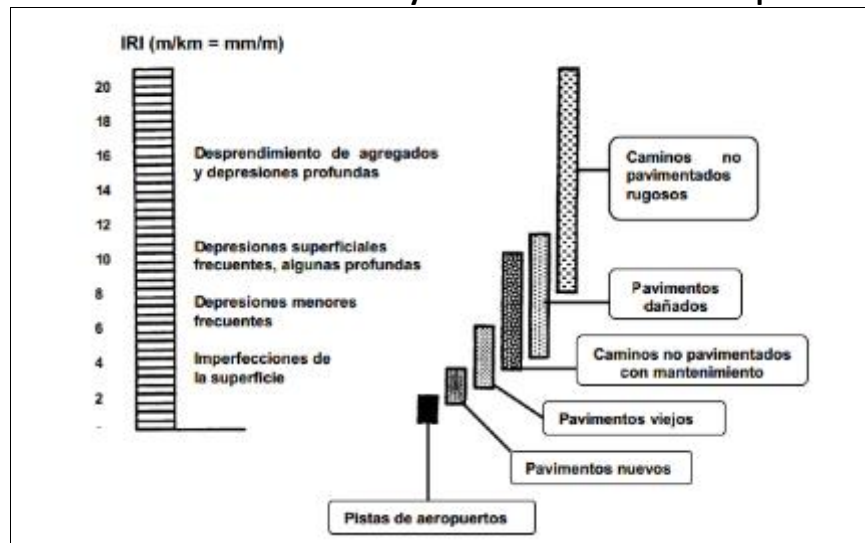 IRI (m/km = mm/m)
20
18
16
14
12
10
8
6
4
2
-
Desprendimiento de agregados
y depresiones profundas
Depresiones superficiales
frecuentes, algunas profundas
Depresiones menores
frecuentes
Imperfecciones de
la superficie
Caminos no
pavimentados
rugosos
Pavimentos
dañados
Caminos no pavimentados
con mantenimiento
Pavimentos viejos
Pavimentos nuevos
Pistas de aeropuertos